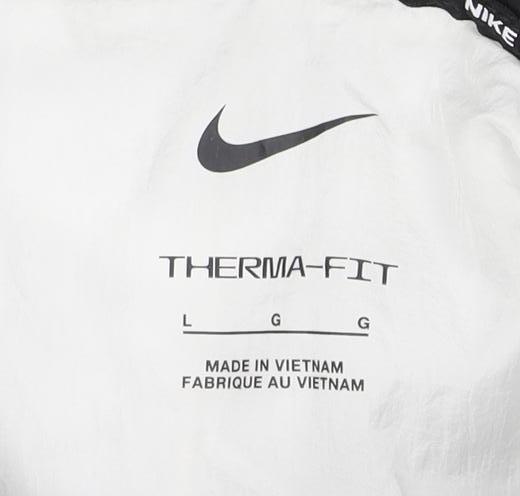 NIKE
THERMA-FIT
L G G
MADE IN VIETNAM
FABRIQUE AU VIETNAM